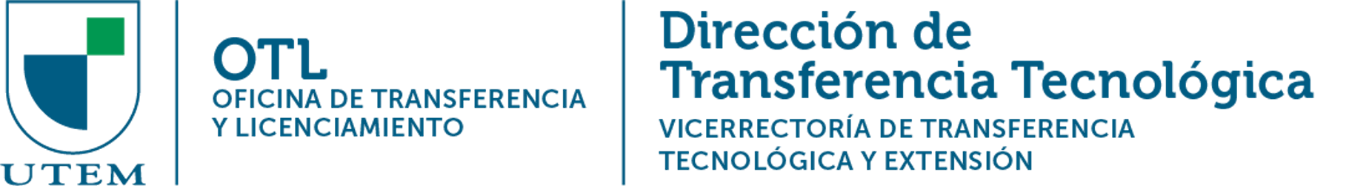 UTEM
OTL
OFICINA DE TRANSFERENCIA
Y LICENCIAMIENTO
Dirección de
Transferencia Tecnológica
VICERRECTORÍA DE TRANSFERENCIA
TECNOLÓGICA Y EXTENSIÓN